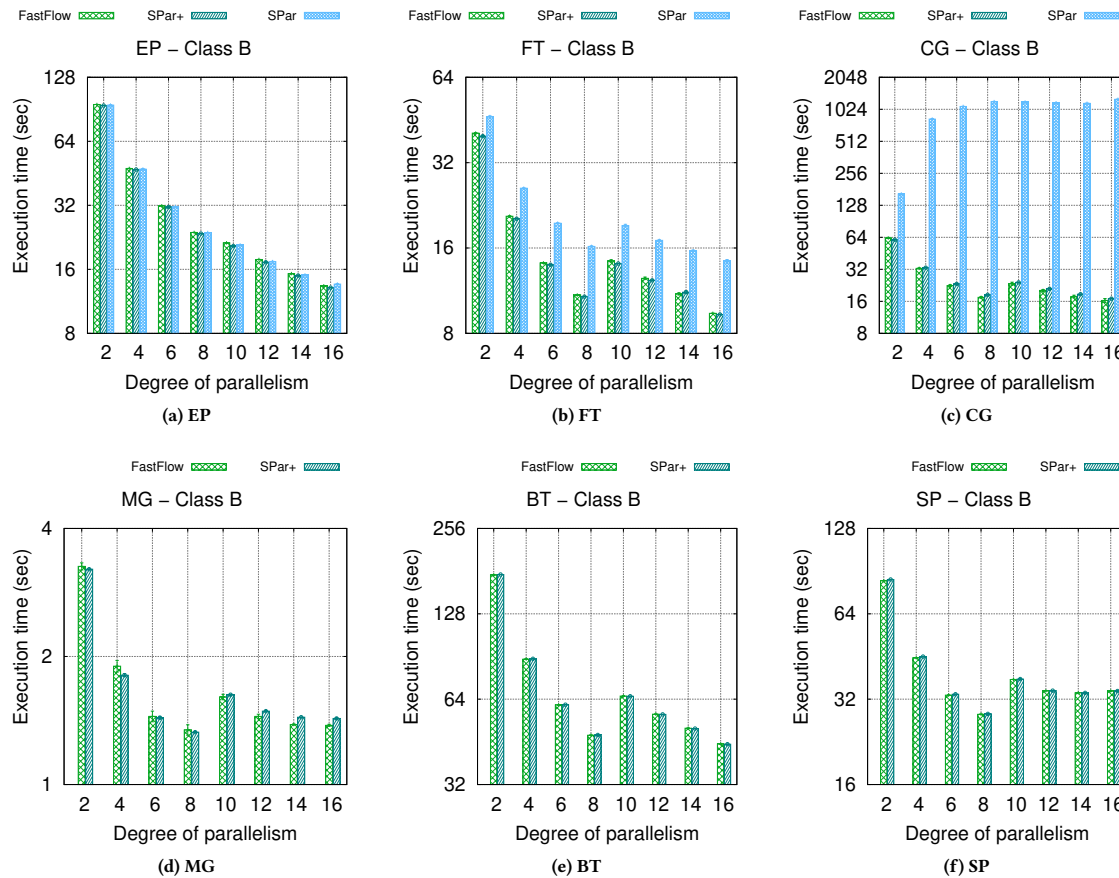 FastFlow SPar+ SPar
EP – Class B
Execution time (sec)
128
64
32
16
8
2 4 6 8 10 12 14 16
Degree of parallelism
(a) EP
FastFlow SPar+ SPar
FT – Class B
Execution time (sec)
64
32
16
8
2 4 6 8 10 12 14 16
Degree of parallelism
(b) FT
FastFlow SPar+ SPar
CG – Class B
Execution time (sec)
2048
1024
512
256
128
64
32
16
8
2 4 6 8 10 12 14 16
Degree of parallelism
(c) CG
FastFlow SPar+
MG – Class B
Execution time (sec)
4
2
1
2 4 6 8 10 12 14 16
Degree of parallelism
(d) MG
FastFlow SPar+
BT – Class B
Execution time (sec)
256
128
64
32
2 4 6 8 10 12 14 16
Degree of parallelism
(e) BT
FastFlow SPar+
SP – Class B
Execution time (sec)
128
64
32
16
2 4 6 8 10 12 14 16
Degree of parallelism
(f) SP